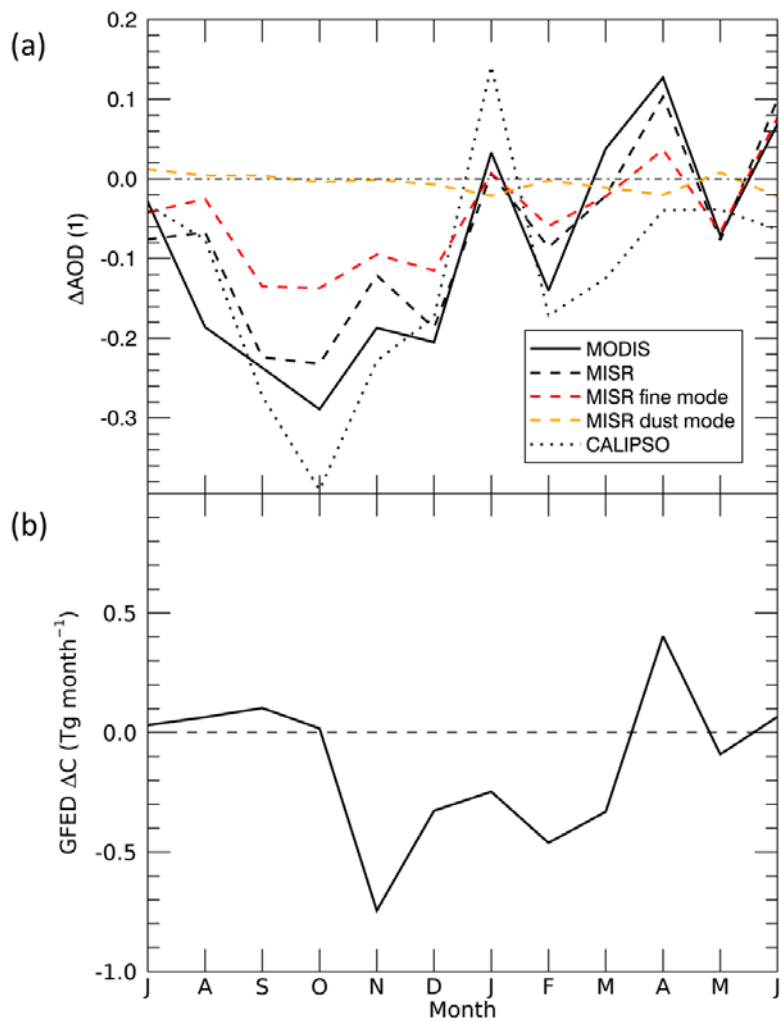 (a)
0.2
0.1
0.0
-0.1
-0.2
-0.3
ΔAOD (1)
MODIS
MISR
MISR fine mode
MISR dust mode
CALIPSO
(b)
0.5
0.0
-0.5
-1.0
GFED ΔC (Tg month⁻¹)
J A S O N D J F M A M J
Month